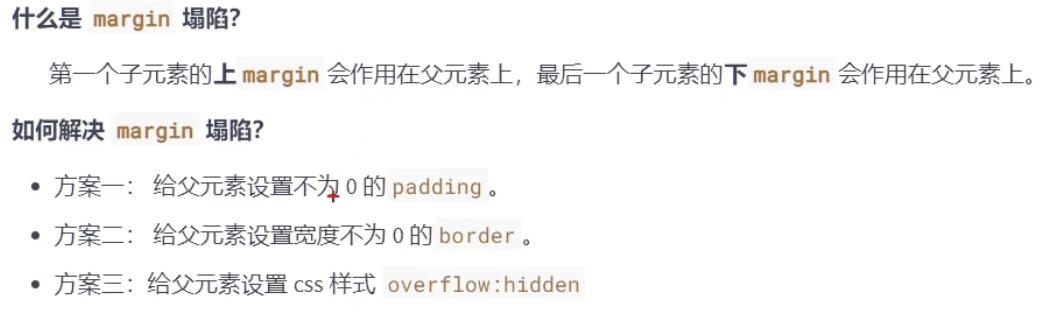 什么是 margin 塌陷？
第一个子元素的上 margin 会作用在父元素上，最后一个子元素的下 margin 会作用在父元素上。
如何解决 margin 塌陷？
• 方案一： 给父元素设置不为 0 的 padding 。
• 方案二： 给父元素设置宽度不为 0 的 border 。
• 方案三：给父元素设置 css 样式 overflow:hidden